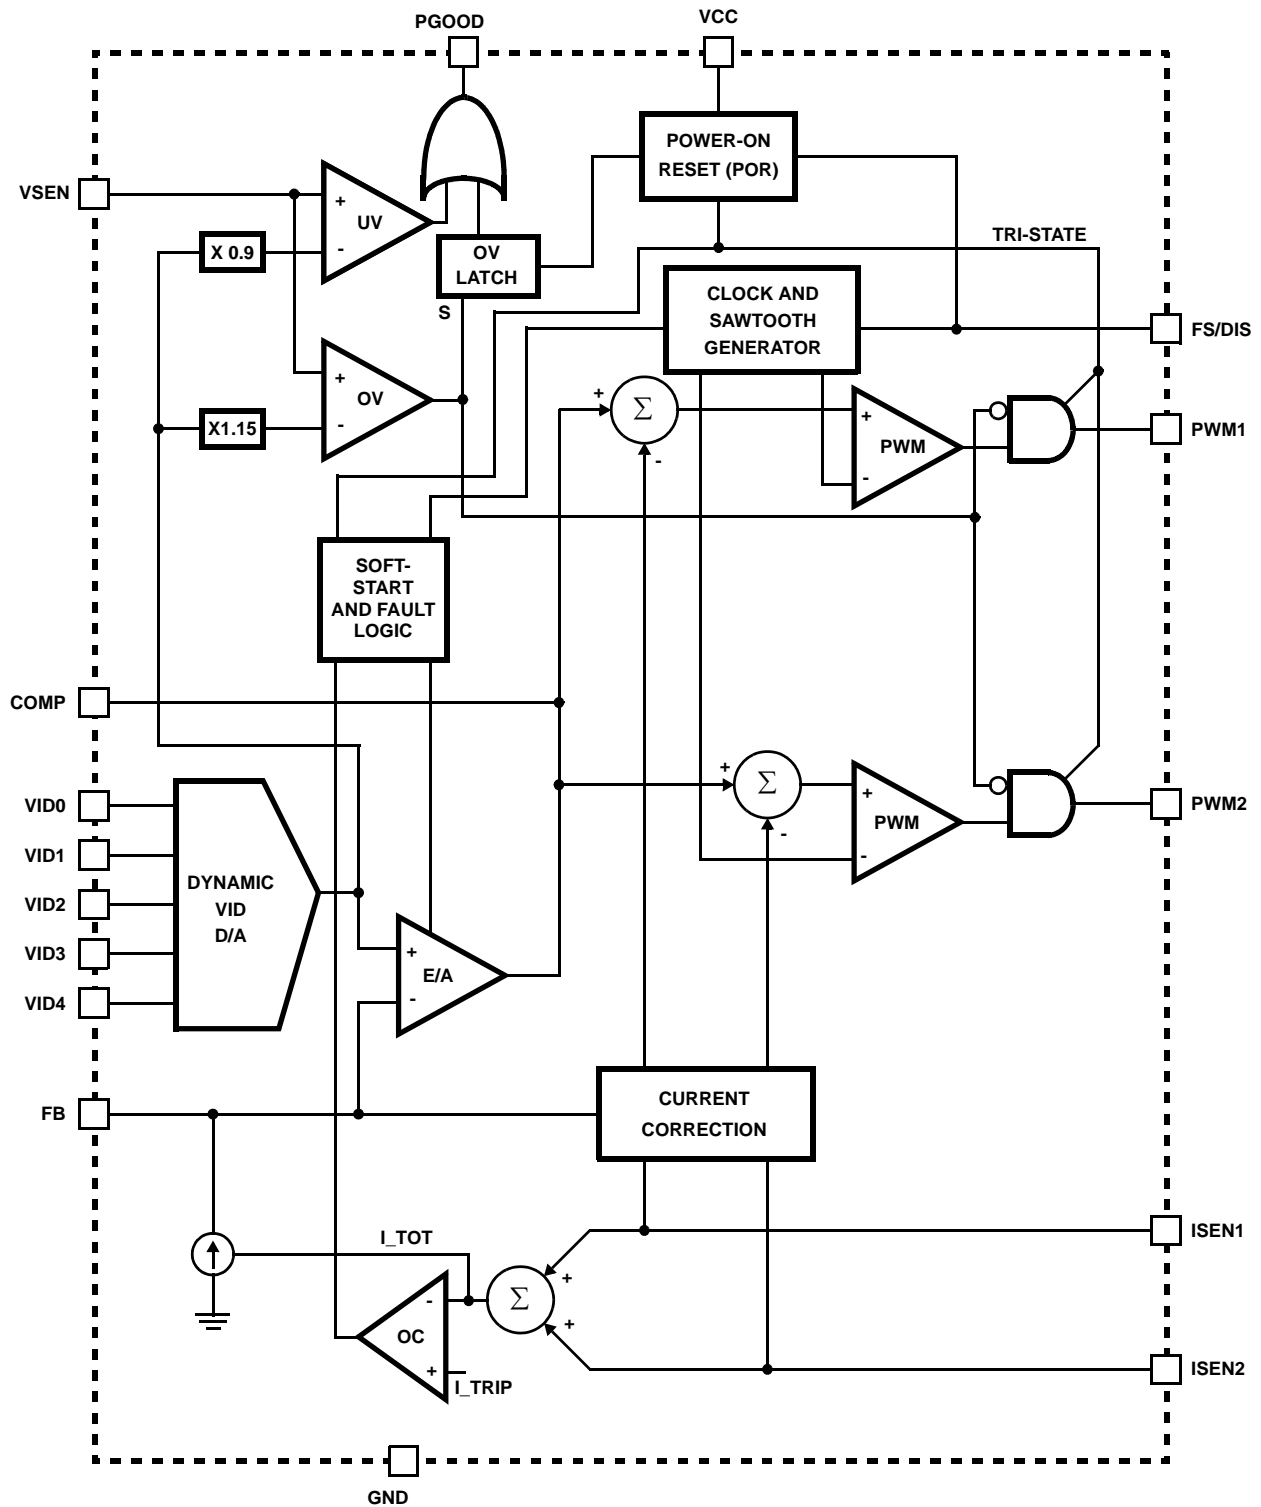 PGOOD
VCC
POWER-ON
RESET (POR)
VSEN
+
UV
-
X 0.9
OV
LATCH
S
TRI-STATE
CLOCK AND
SAWTOOTH
GENERATOR
FS/DIS
+
OV
-
X1.15
+
Σ
-
+
PWM
-
PWM1
SOFT-
START
AND FAULT
LOGIC
COMP
+
Σ
-
+
PWM
-
PWM2
VID0
VID1
VID2
VID3
VID4
DYNAMIC
VID
D/A
+
E/A
-
FB
CURRENT
CORRECTION
I_TOT
ISEN1
+
Σ
+
-
OC
+
I_TRIP
ISEN2
GND